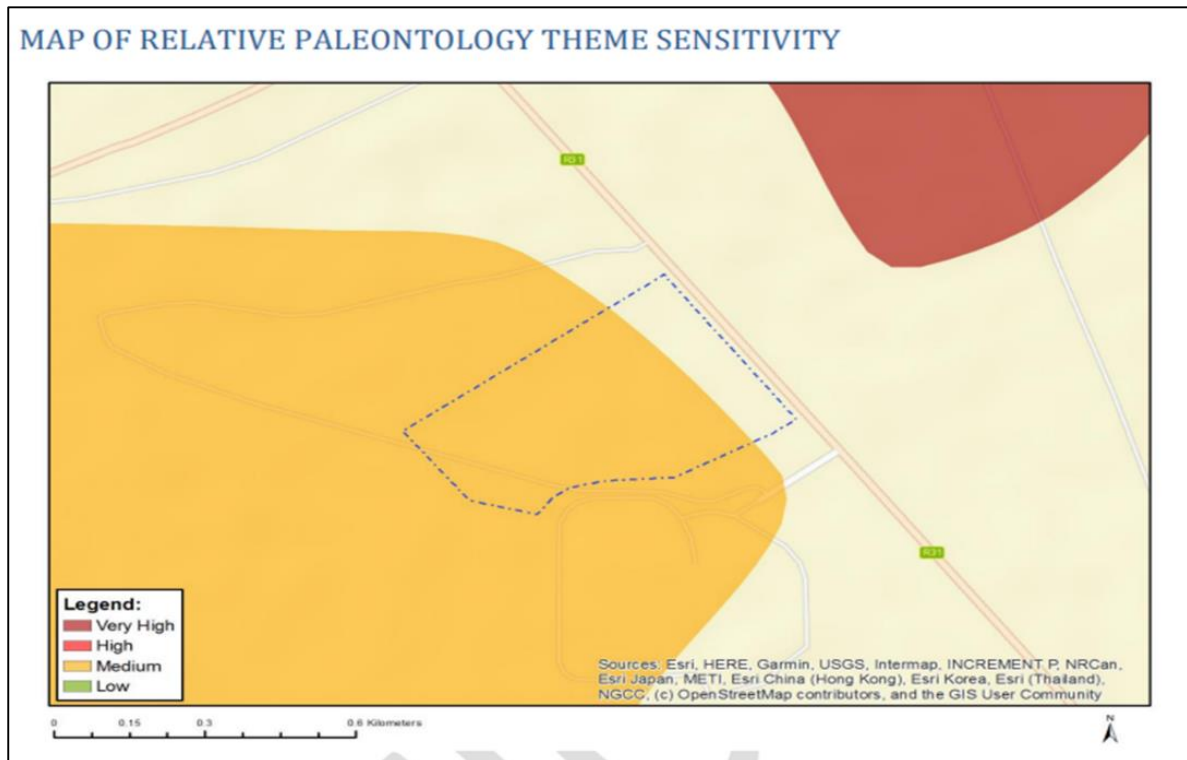 MAP OF RELATIVE PALEONTOLOGY THEME SENSITIVITY
R31
R31
Legend:
Very High
High
Medium
Low
Sources: Esri, HERE, Garmin, USGS, Intermap, INCREMENT P, NRCan,
Esri Japan, METI, Esri China (Hong Kong), Esri Korea, Esri (Thailand),
NGCC, (c) OpenStreetMap contributors, and the GIS User Community
0 0.15 0.3 0.6 Kilometers
N